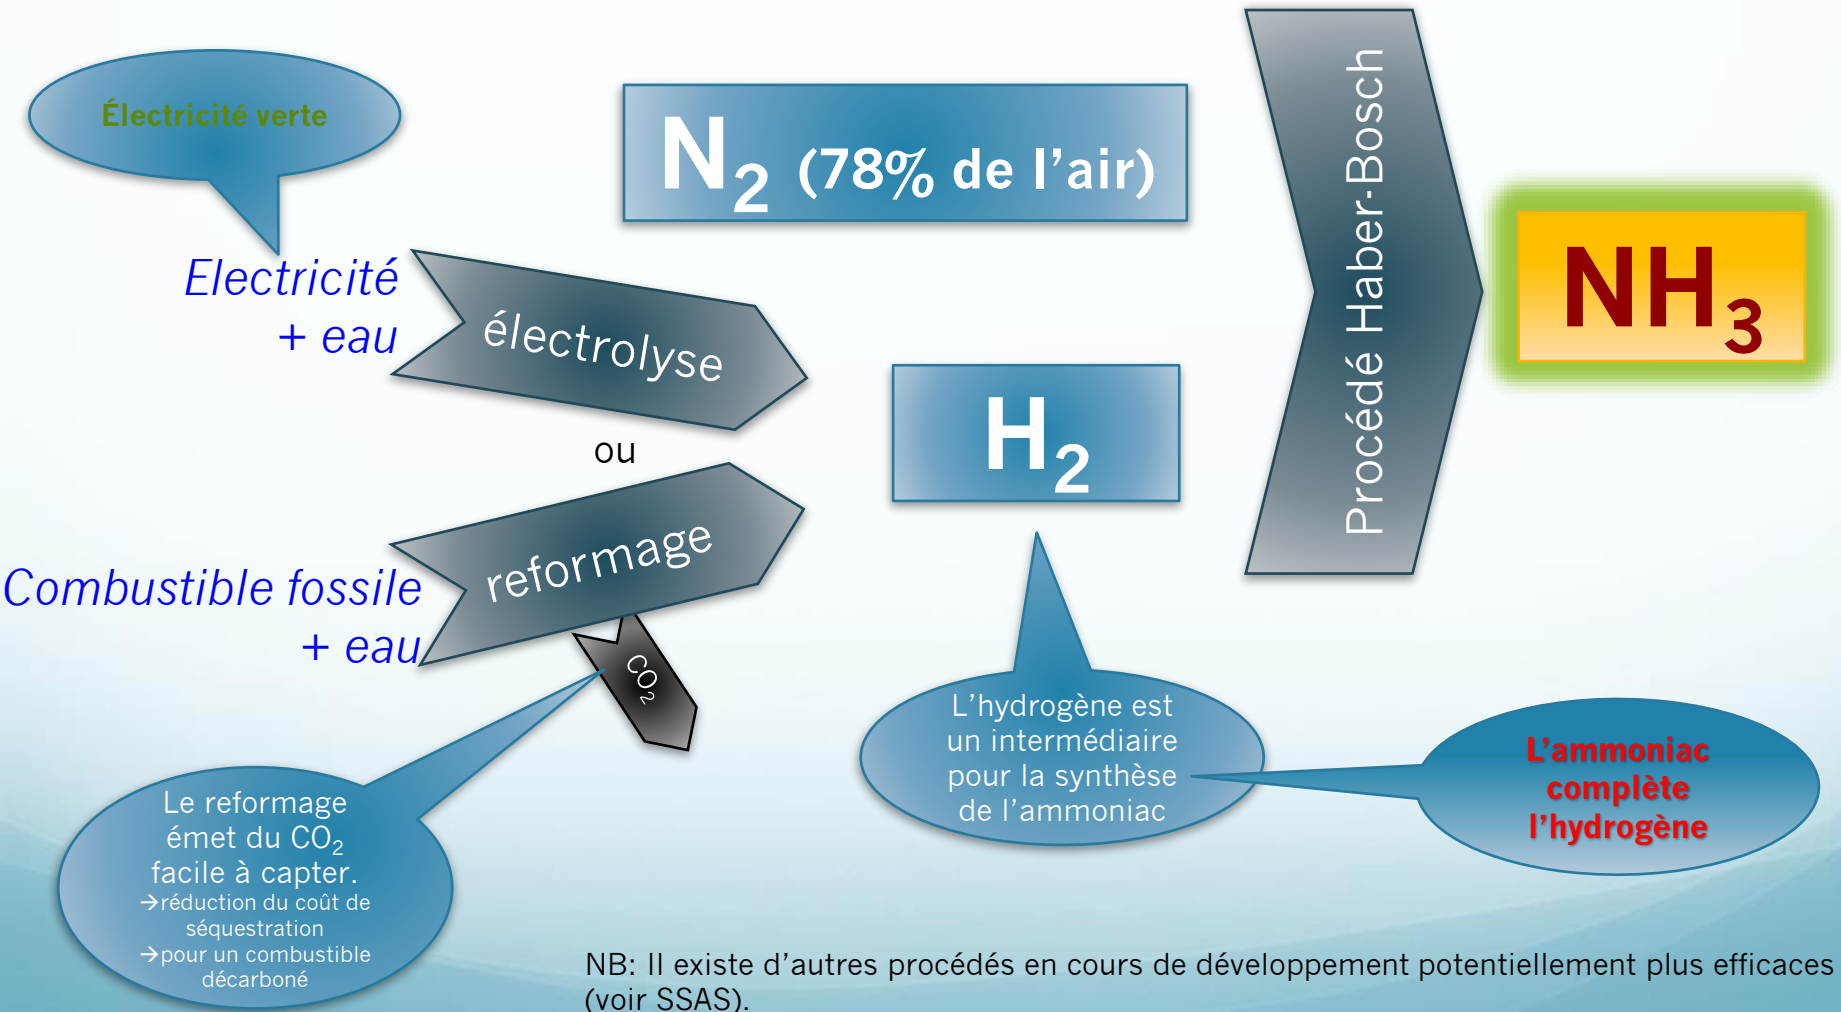 Électricité verte
N₂ (78% de l'air)
Procédé Haber-Bosch
NH₃
Electricité
+ eau
électrolyse
ou
H₂
reformage
Combustible fossile
+ eau
CO₂
L'hydrogène est
un intermédiaire
pour la synthèse
de l'ammoniac
L'ammoniac
complète
l'hydrogène
Le reformage
émet du CO₂
facile à capter.
→réduction du coût de
séquestration
→pour un combustible
décarboné
NB: Il existe d'autres procédés en cours de développement potentiellement plus efficaces
(voir SSAS).